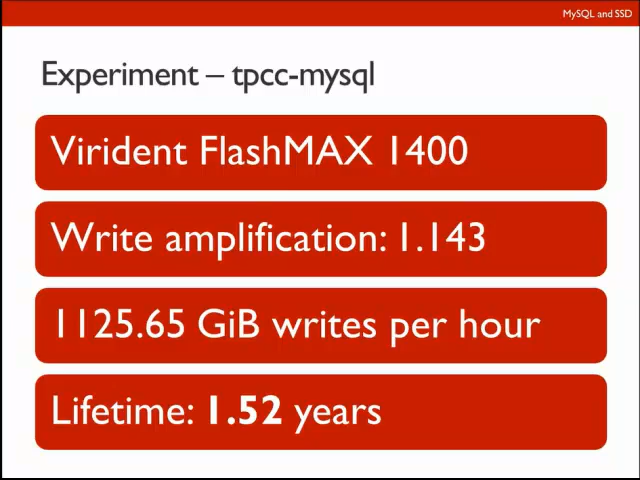 MySQL and SSD
Experiment – tpcc-mysql
Virident FlashMAX 1400
Write amplification: 1.143
1125.65 GiB writes per hour
Lifetime: 1.52 years